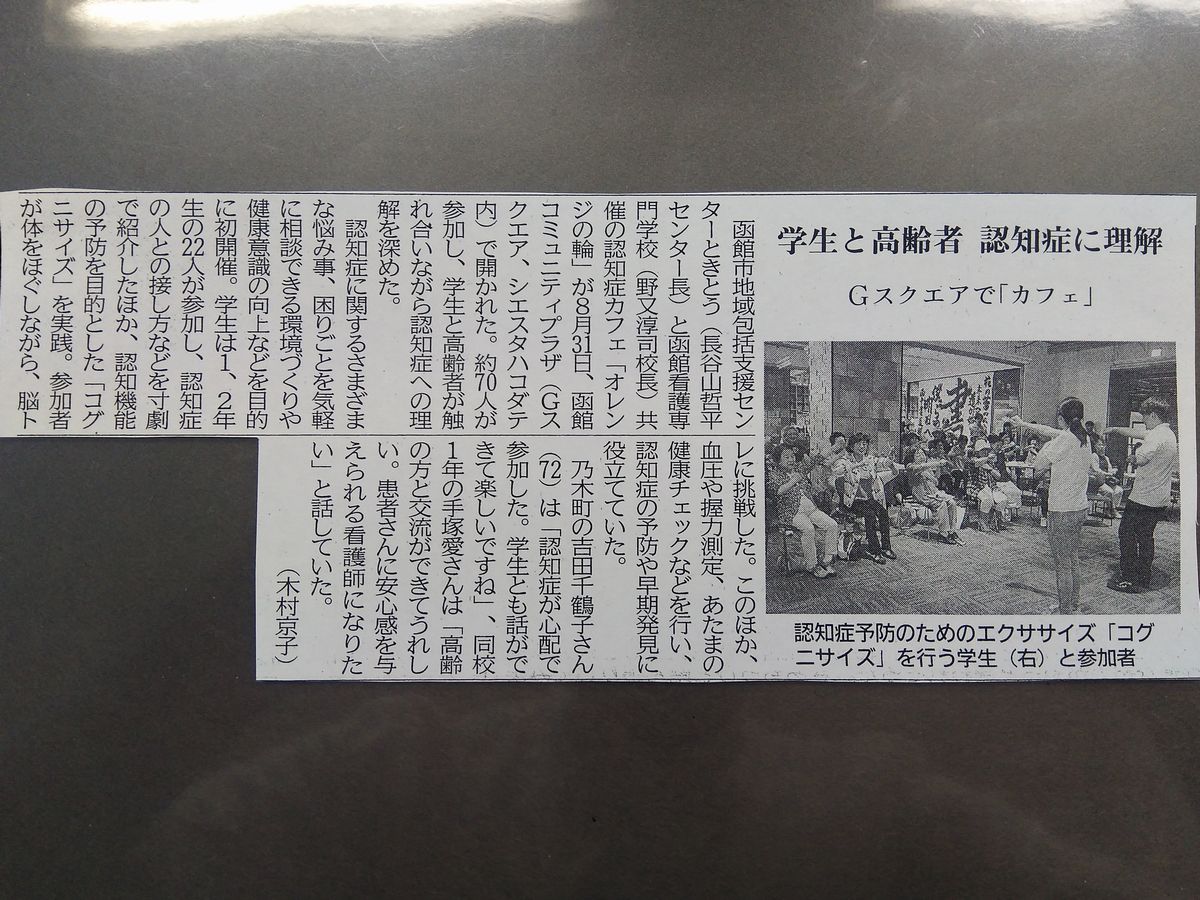 学生と高齢者 認知症に理解
Gスクエアで「カフェ」
函館市地域包括支援セン
ターときとう（長谷山哲平
センター長）と函館看護専
門学校（野又淳司校長）共
催の認知症カフェ「オレン
ジの輪」が８月31日、函館
コミュニティプラザ（Gス
クエア、シエスタハコダテ
内）で開かれた。約70人が
参加し、学生と高齢者が触
れ合いながら認知症への理
解を深めた。
認知症に関するさまざま
な悩み事、困りごとを気軽
に相談できる環境づくりや
健康意識の向上などを目的
に初開催。学生は１、２年
生の22人が参加し、認知症
の人との接し方などを寸劇
で紹介したほか、認知機能
の予防を目的とした「コグ
ニサイズ」を実践。参加者
が体をほぐしながら、脳ト
レに挑戦した。このほか、
血圧や握力測定、あたまの
健康チェックなどを行い、
認知症の予防や早期発見に
役立てていた。
乃木町の吉田千鶴子さん
（72）は「認知症が心配で
参加した。学生とも話がで
きて楽しいですね」、同校
１年の手塚愛さんは「高齢
の方と交流ができてうれし
い。患者さんに安心感を与
えられる看護師になりた
い」と話していた。
（木村京子）
認知症予防のためのエクササイズ「コグ
ニサイズ」を行う学生（右）と参加者